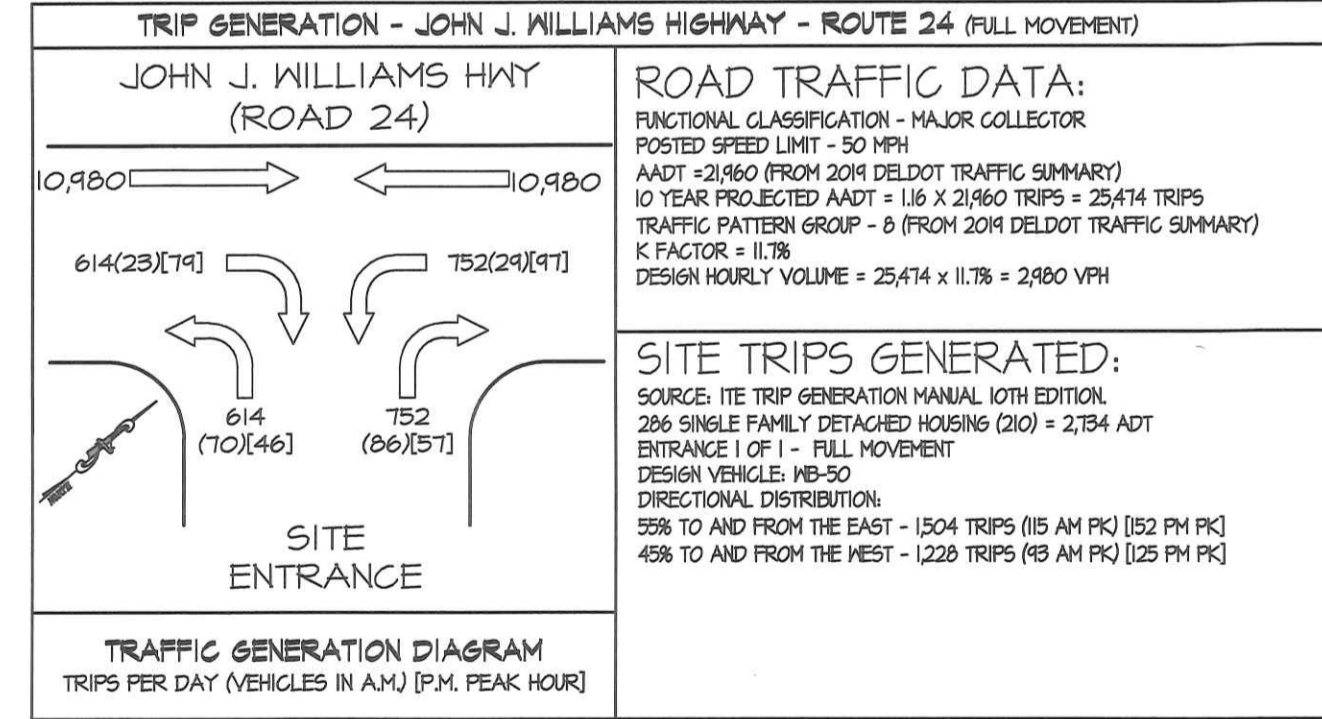 TRIP GENERATION - JOHN J. WILLIAMS HIGHWAY - ROUTE 24 (FULL MOVEMENT)
JOHN J. WILLIAMS HWY
(ROAD 24)
10,980
10,980
614(23)[79]
752(29)[97]
614
(70)[46]
752
(86)[57]
NORTH
SITE
ENTRANCE
TRAFFIC GENERATION DIAGRAM
TRIPS PER DAY (VEHICLES IN A.M.) [P.M. PEAK HOUR]
ROAD TRAFFIC DATA:
FUNCTIONAL CLASSIFICATION - MAJOR COLLECTOR
POSTED SPEED LIMIT - 50 MPH
AADT =21,960 (FROM 2019 DELDOT TRAFFIC SUMMARY)
10 YEAR PROJECTED AADT = 1.16 X 21,960 TRIPS = 25,474 TRIPS
TRAFFIC PATTERN GROUP - 8 (FROM 2019 DELDOT TRAFFIC SUMMARY)
K FACTOR = 11.7%
DESIGN HOURLY VOLUME = 25,474 x 11.7% = 2,980 VPH
SITE TRIPS GENERATED:
SOURCE: ITE TRIP GENERATION MANUAL 10TH EDITION.
286 SINGLE FAMILY DETACHED HOUSING (210) = 2,734 ADT
ENTRANCE 1 OF 1 - FULL MOVEMENT
DESIGN VEHICLE: WB-50
DIRECTIONAL DISTRIBUTION:
55% TO AND FROM THE EAST - 1,504 TRIPS (115 AM PK) [152 PM PK]
45% TO AND FROM THE WEST - 1,228 TRIPS (93 AM PK) [125 PM PK]